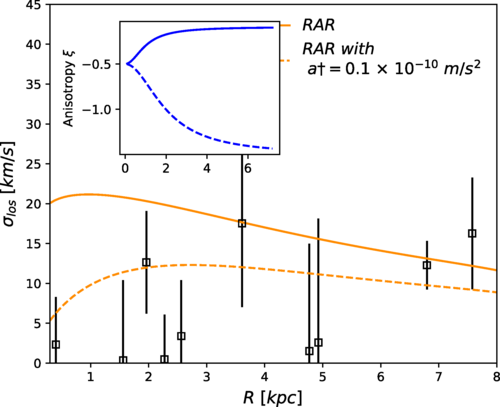 45
40
35
30
25
20
15
10
5
0
σlos [km/s]
1 2 3 4 5 6 7 8
R [kpc]
Anisotropy ξ
−0.5
−1.0
0 2 4 6
RAR
RAR with
a† = 0.1 × 10⁻¹⁰ m/s²